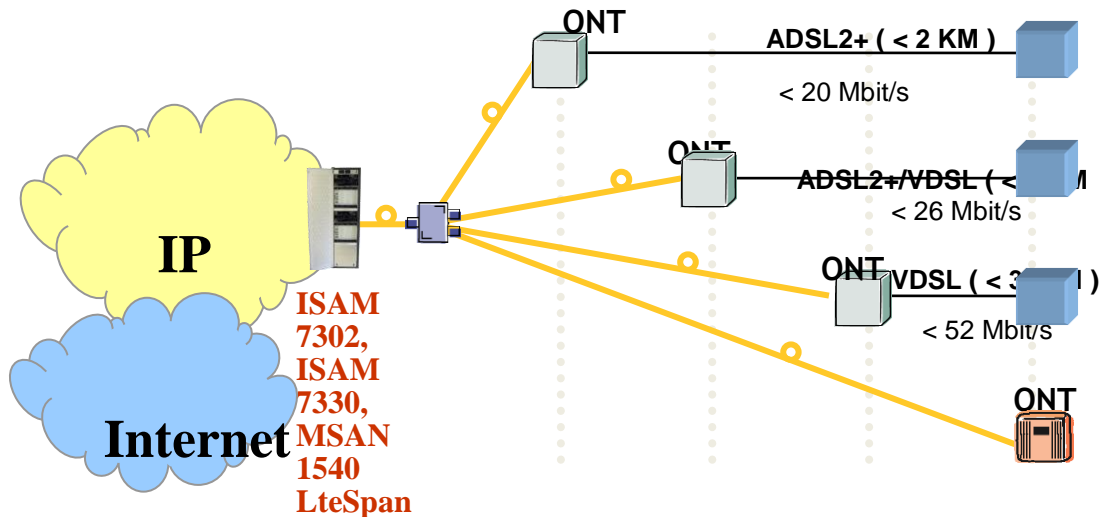 ONT
ADSL2+ ( < 2 KM )
< 20 Mbit/s
ONT
ADSL2+/VDSL ( <
< 26 Mbit/s
IP
ONT
VDSL ( < 3 )
< 52 Mbit/s
ISAM
7302,
ISAM
7330,
MSAN
1540
LteSpan
Internet
ONT